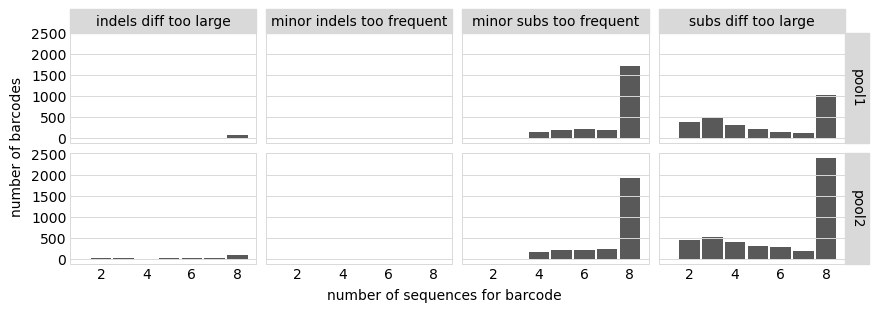 indels diff too large minor indels too frequent minor subs too frequent subs diff too large
number of barcodes
2500
2000
1500
1000
500
0
pool1
2500
2000
1500
1000
500
0
pool2
2 4 6 8 2 4 6 8 2 4 6 8 2 4 6 8
number of sequences for barcode